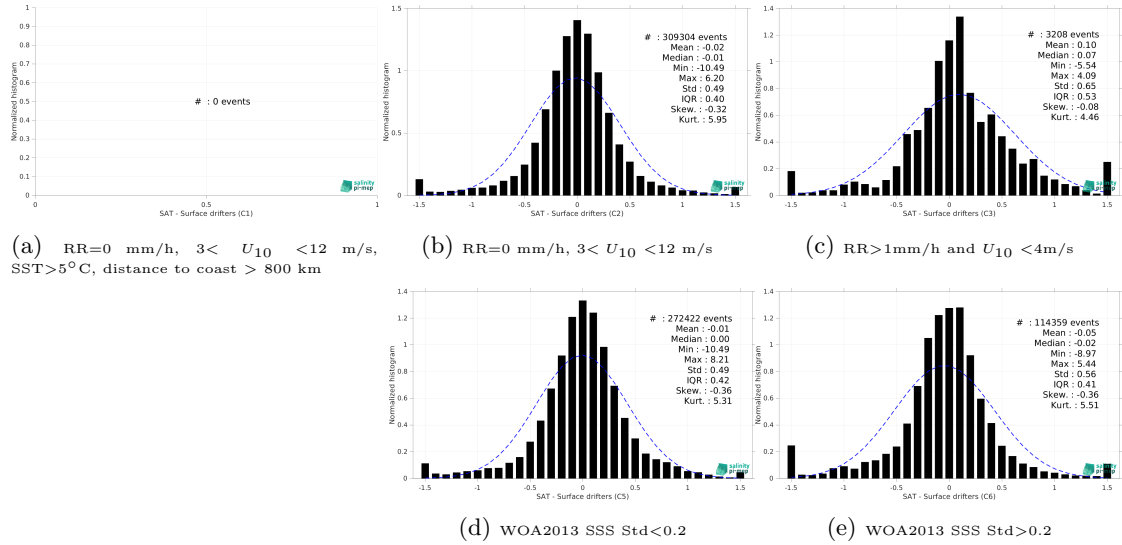 1
0.9
0.8
0.7
0.6
0.5
0.4
0.3
0.2
0.1
0
Normalized histogram
# : 0 events
salinity
pi-mep
0 0.5 1
SAT - Surface drifters (C1)
(a) RR=0 mm/h, 3< U10 <12 m/s,
SST>5°C, distance to coast > 800 km
1.5
1
0.5
0
Normalized histogram
# : 309304 events
Mean : -0.02
Median : -0.01
Min : -10.49
Max : 6.20
Std : 0.49
IQR : 0.40
Skew. : -0.32
Kurt. : 5.95
salinity
pi-mep
-1.5 -1 -0.5 0 0.5 1 1.5
SAT - Surface drifters (C2)
(b) RR=0 mm/h, 3< U10 <12 m/s
1.4
1.2
1
0.8
0.6
0.4
0.2
0
Normalized histogram
# : 3208 events
Mean : 0.10
Median : 0.07
Min : -5.54
Max : 4.09
Std : 0.65
IQR : 0.53
Skew. : -0.08
Kurt. : 4.46
salinity
pi-mep
-1.5 -1 -0.5 0 0.5 1 1.5
SAT - Surface drifters (C3)
(c) RR>1mm/h and U10 <4m/s
1.4
1.2
1
0.8
0.6
0.4
0.2
0
Normalized histogram
# : 272422 events
Mean : -0.01
Median : 0.00
Min : -10.49
Max : 8.21
Std : 0.49
IQR : 0.42
Skew. : -0.36
Kurt. : 5.31
salinity
pi-mep
-1.5 -1 -0.5 0 0.5 1 1.5
SAT - Surface drifters (C5)
(d) WOA2013 SSS Std<0.2
1.4
1.2
1
0.8
0.6
0.4
0.2
0
Normalized histogram
# : 114359 events
Mean : -0.05
Median : -0.02
Min : -8.97
Max : 5.44
Std : 0.56
IQR : 0.41
Skew. : -0.36
Kurt. : 5.51
salinity
pi-mep
-1.5 -1 -0.5 0 0.5 1 1.5
SAT - Surface drifters (C6)
(e) WOA2013 SSS Std>0.2